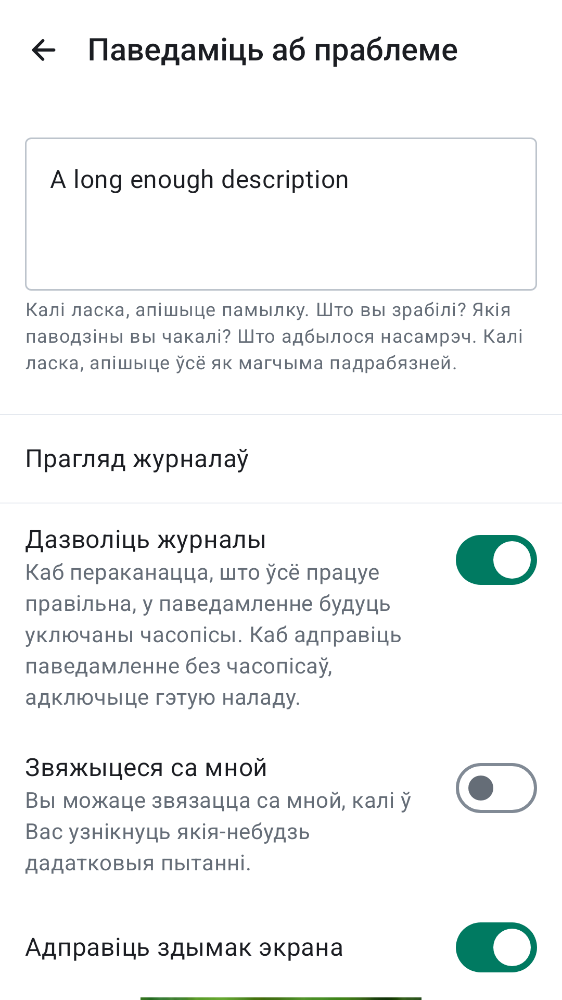 Паведаміць аб праблеме
A long enough description
Калі ласка, апішыце памылку. Што вы зрабілі? Якія
паводзіны вы чакалі? Што адбылося насамрэч. Калі
ласка, апішыце ўсё як магчыма падрабязней.
Прагляд журналаў
Дазволіць журналы
Каб пераканацца, што ўсё працуе
правільна, у паведамленне будуць
уключаны часопісы. Каб адправіць
паведамленне без часопісаў,
адключыце гэтую наладу.
Звяжыцеся са мной
Вы можаце звязацца са мной, калі ў
Вас узнікнуць якія-небудзь
дадатковыя пытанні.
Адправіць здымак экрана